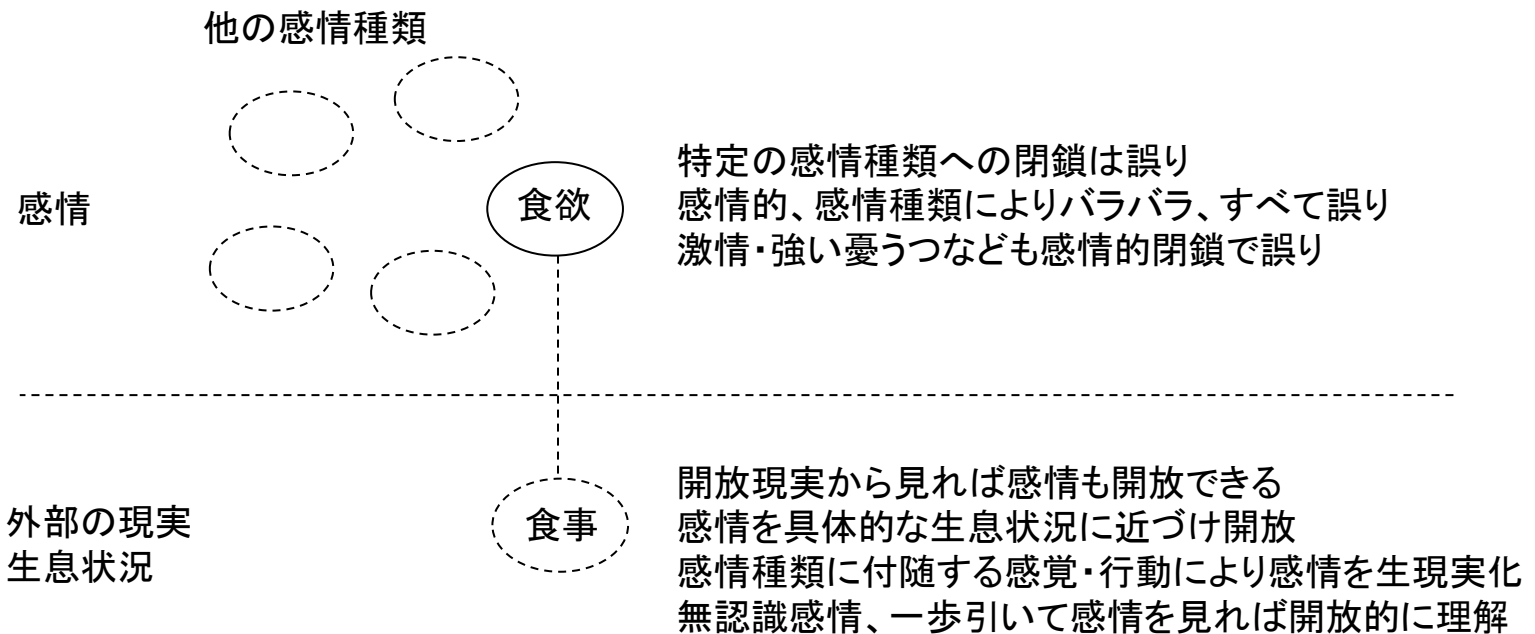 他の感情種類
感情
食欲
特定の感情種類への閉鎖は誤り
感情的、感情種類によりバラバラ、すべて誤り
激情・強い憂うつなども感情的閉鎖で誤り
外部の現実
生息状況
食事
開放現実から見れば感情も開放できる
感情を具体的な生息状況に近づけ開放
感情種類に付随する感覚・行動により感情を生現実化
無認識感情、一歩引いて感情を見れば開放的に理解